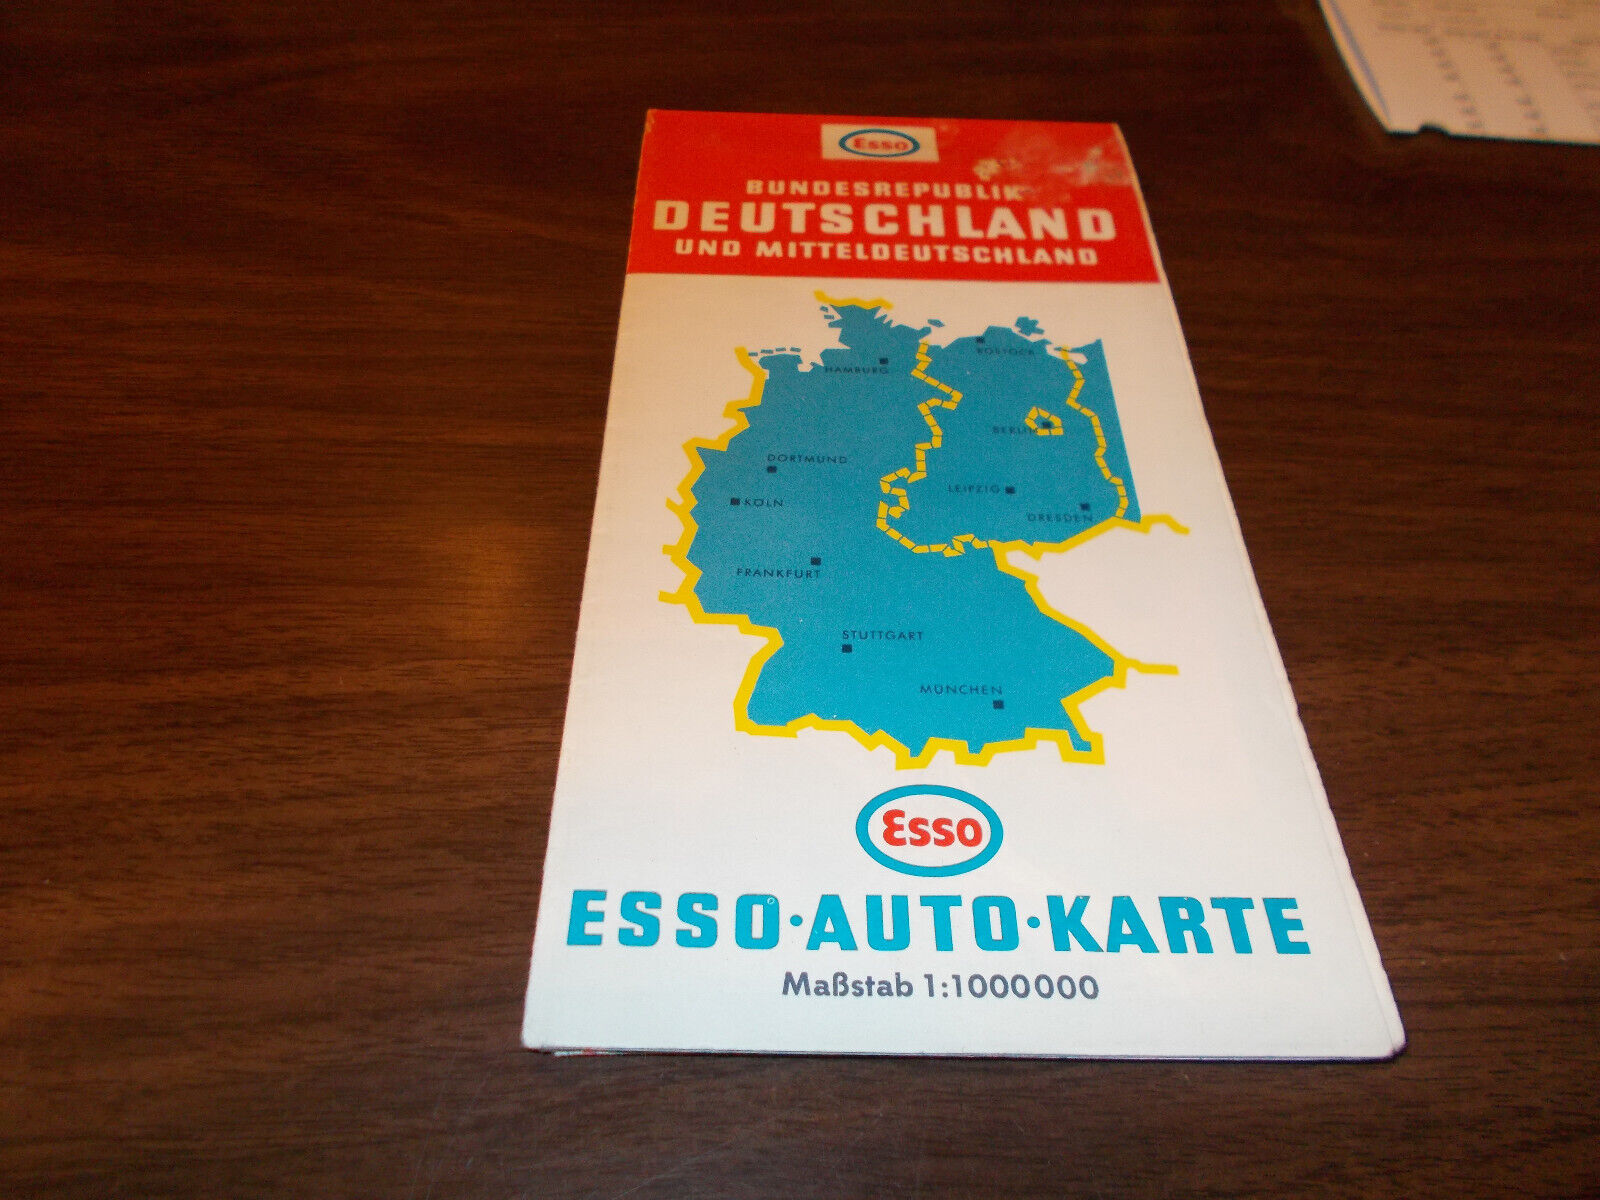 Esso
BUNDESREPUBLIK
DEUTSCHLAND
UND MITTELDEUTSCHLAND
ROSTOCK
HAMBURG
BERLIN
DORTMUND
LEIPZIG
KÖLN
DRESDEN
FRANKFURT
STUTTGART
MÜNCHEN
Esso
ESSO·AUTO·KARTE
Maßstab 1:1000000